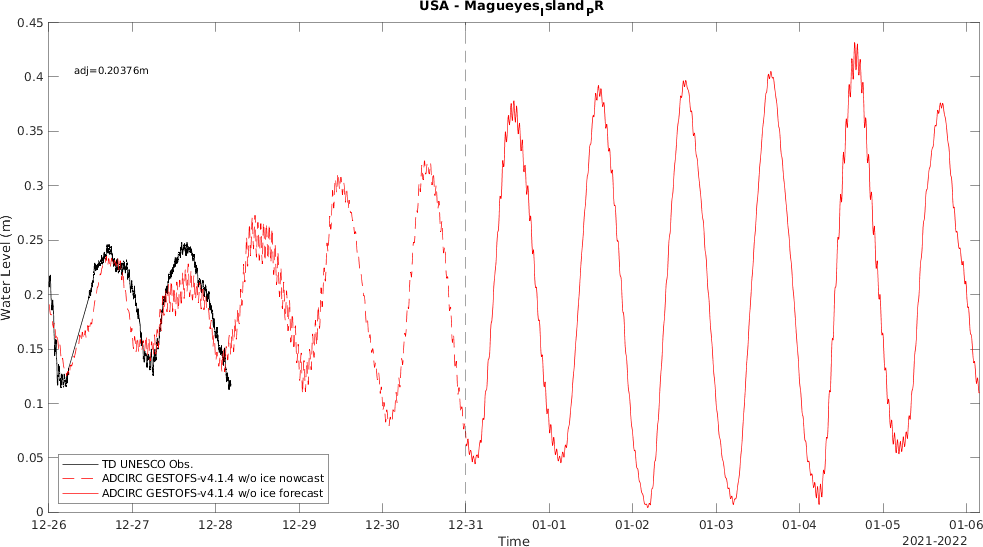 USA - Magueyes_Island_PR
adj=0.20376m
0.45
0.4
0.35
0.3
0.25
0.2
0.15
0.1
0.05
0
Water Level (m)
TD UNESCO Obs.
ADCIRC GESTOFS-v4.1.4 w/o ice nowcast
ADCIRC GESTOFS-v4.1.4 w/o ice forecast
12-26 12-27 12-28 12-29 12-30 12-31 01-01 01-02 01-03 01-04 01-05 01-06
Time
2021-2022